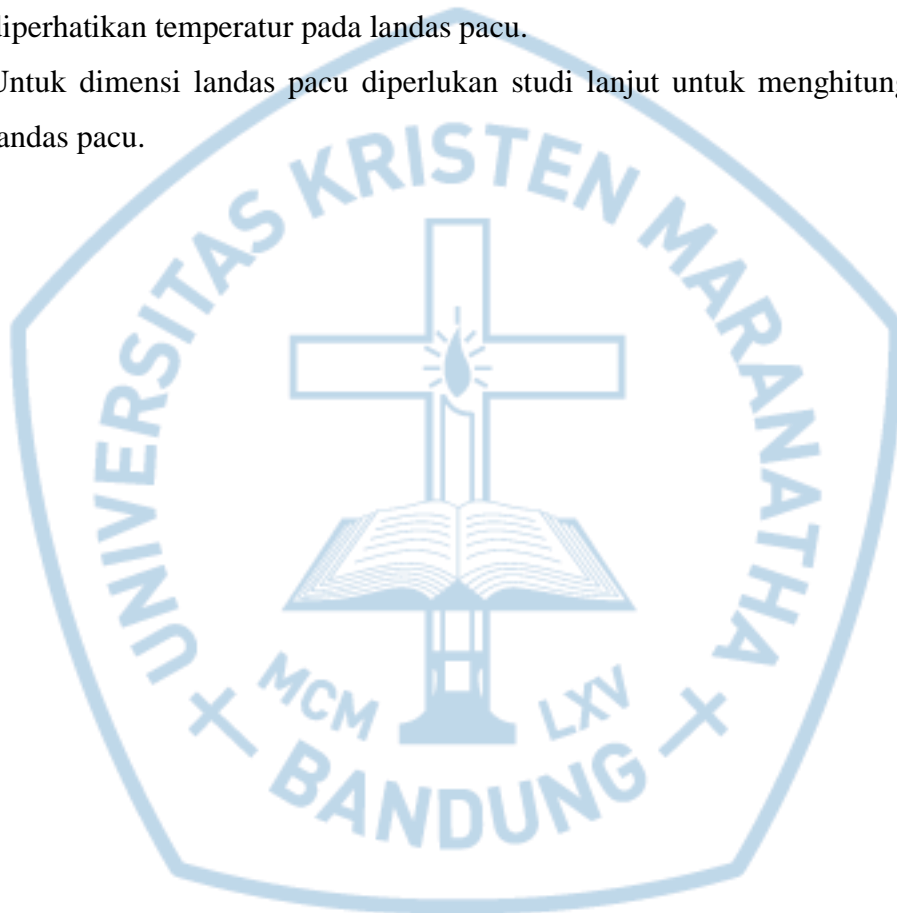 diperhatikan temperatur pada landas pacu.
Untuk dimensi landas pacu diperlukan studi lanjut untuk menghitung
landas pacu.
UNIVERSITAS KRISTEN MARANATHA
MCM LXV
BANDUNG